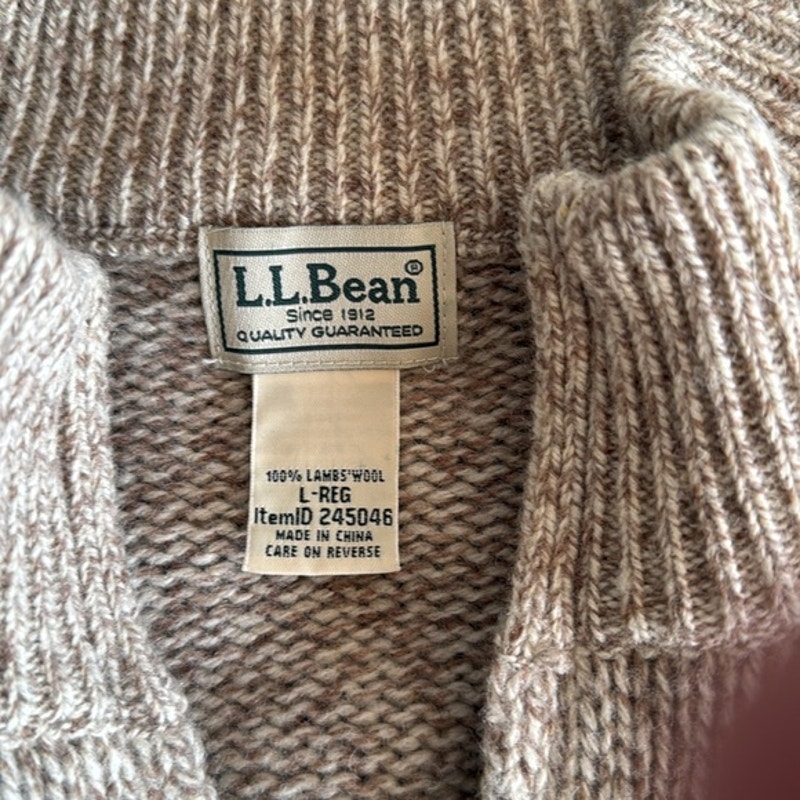 L.L.Bean®
Since 1912
QUALITY GUARANTEED
100% LAMBS'WOOL
L-REG
ItemID 245046
MADE IN CHINA
CARE ON REVERSE